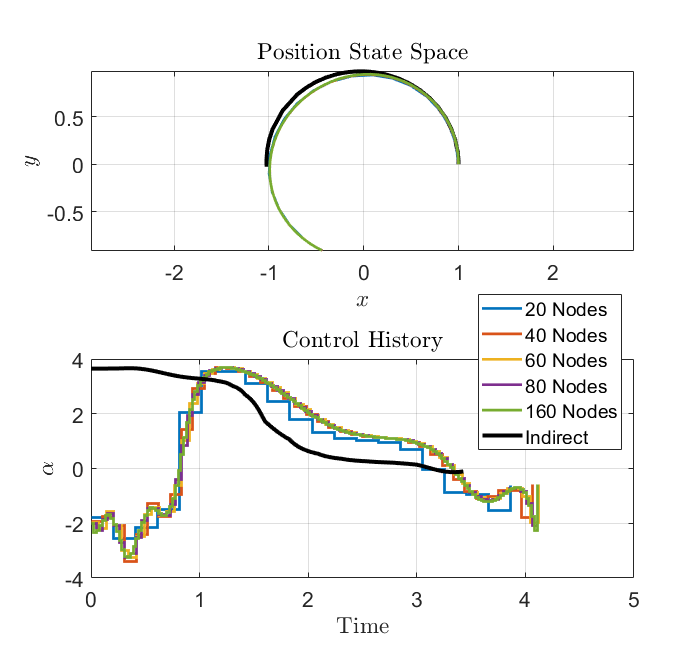 Position State Space
0.5
0
-0.5
y
-2
-1
0
1
2
x
20 Nodes
40 Nodes
60 Nodes
80 Nodes
160 Nodes
Indirect
Control History
4
2
0
-2
-4
α
0
1
2
3
4
5
Time